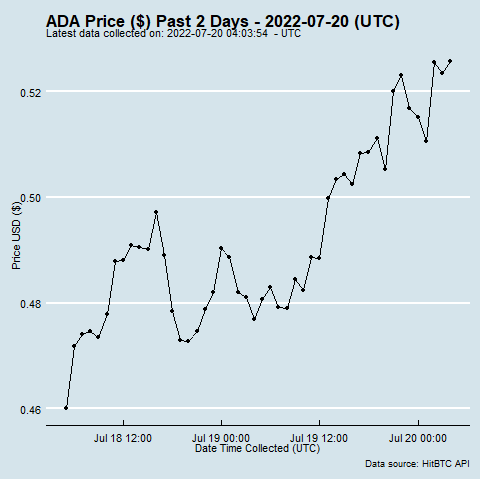 ADA Price ($) Past 2 Days - 2022-07-20 (UTC)
Latest data collected on: 2022-07-20 04:03:54 - UTC
0.52
0.50
0.48
0.46
Price USD ($)
Jul 18 12:00
Jul 19 00:00
Jul 19 12:00
Jul 20 00:00
Date Time Collected (UTC)
Data source: HitBTC API